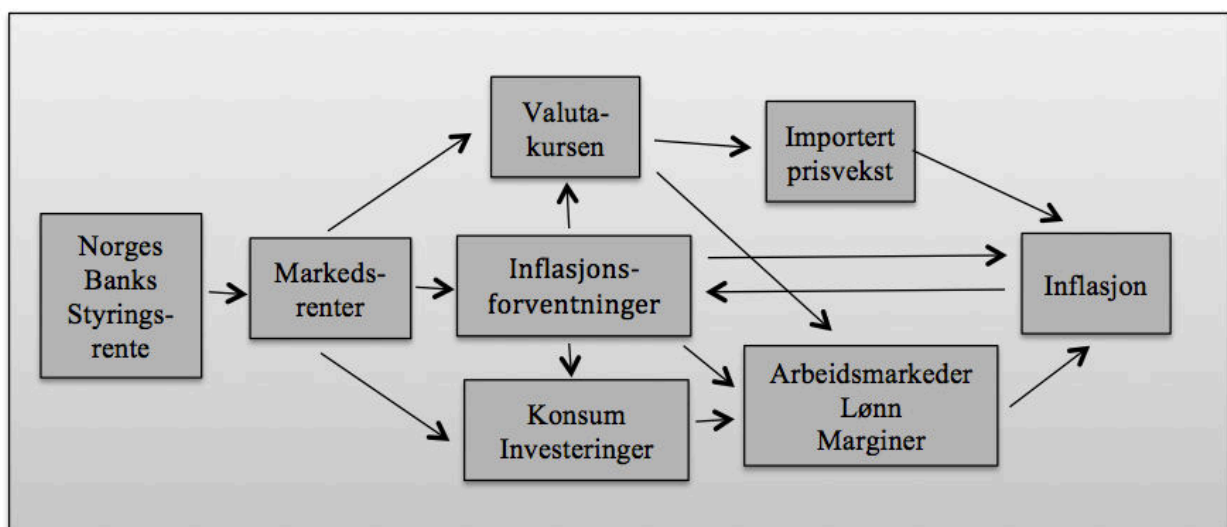 Norges
Banks
Styrings-
rente
Markeds-
renter
Valuta-
kursen
Inflasjons-
forventninger
Konsum
Investeringer
Importert
prisvekst
Arbeidsmarkeder
Lønn
Marginer
Inflasjon